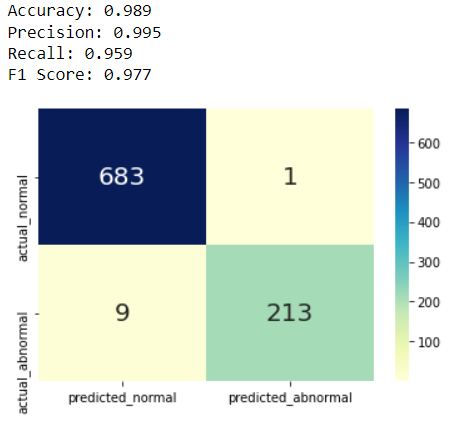 Accuracy: 0.989
Precision: 0.995
Recall: 0.959
F1 Score: 0.977
actual_normal
683
1
actual_abnormal
9
213
predicted_normal
predicted_abnormal
600
500
400
300
200
100